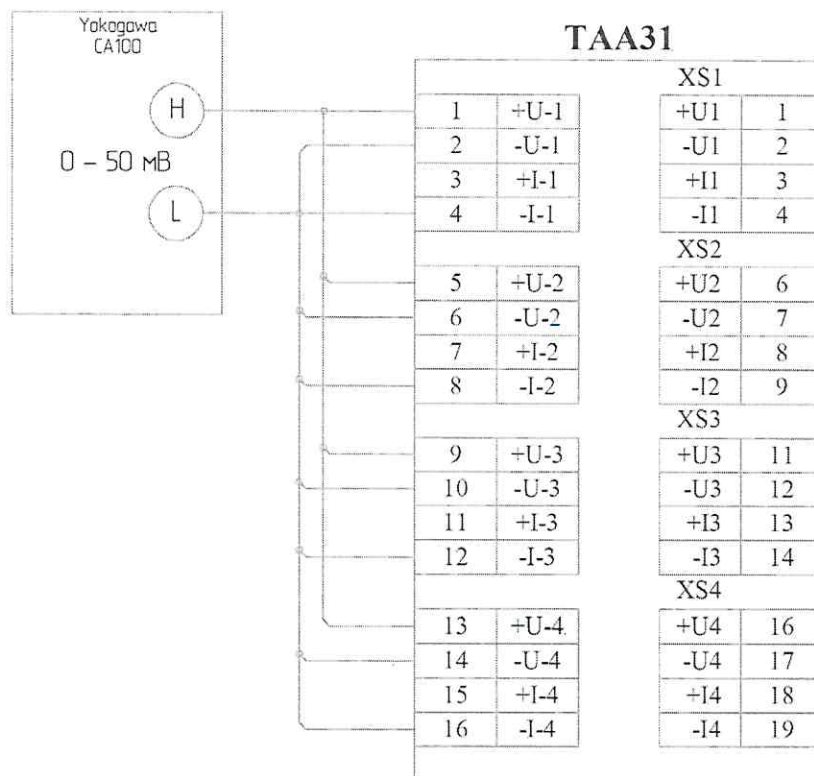 Yokogawa
CA100
H
0 – 50 мВ
L
TAA31
XS1
1 +U-1 +U1 1
2 -U-1 -U1 2
3 +I-1 +I1 3
4 -I-1 -I1 4
XS2
5 +U-2 +U2 6
6 -U-2 -U2 7
7 +I-2 +I2 8
8 -I-2 -I2 9
XS3
9 +U-3 +U3 11
10 -U-3 -U3 12
11 +I-3 +I3 13
12 -I-3 -I3 14
XS4
13 +U-4 +U4 16
14 -U-4 -U4 17
15 +I-4 +I4 18
16 -I-4 -I4 19